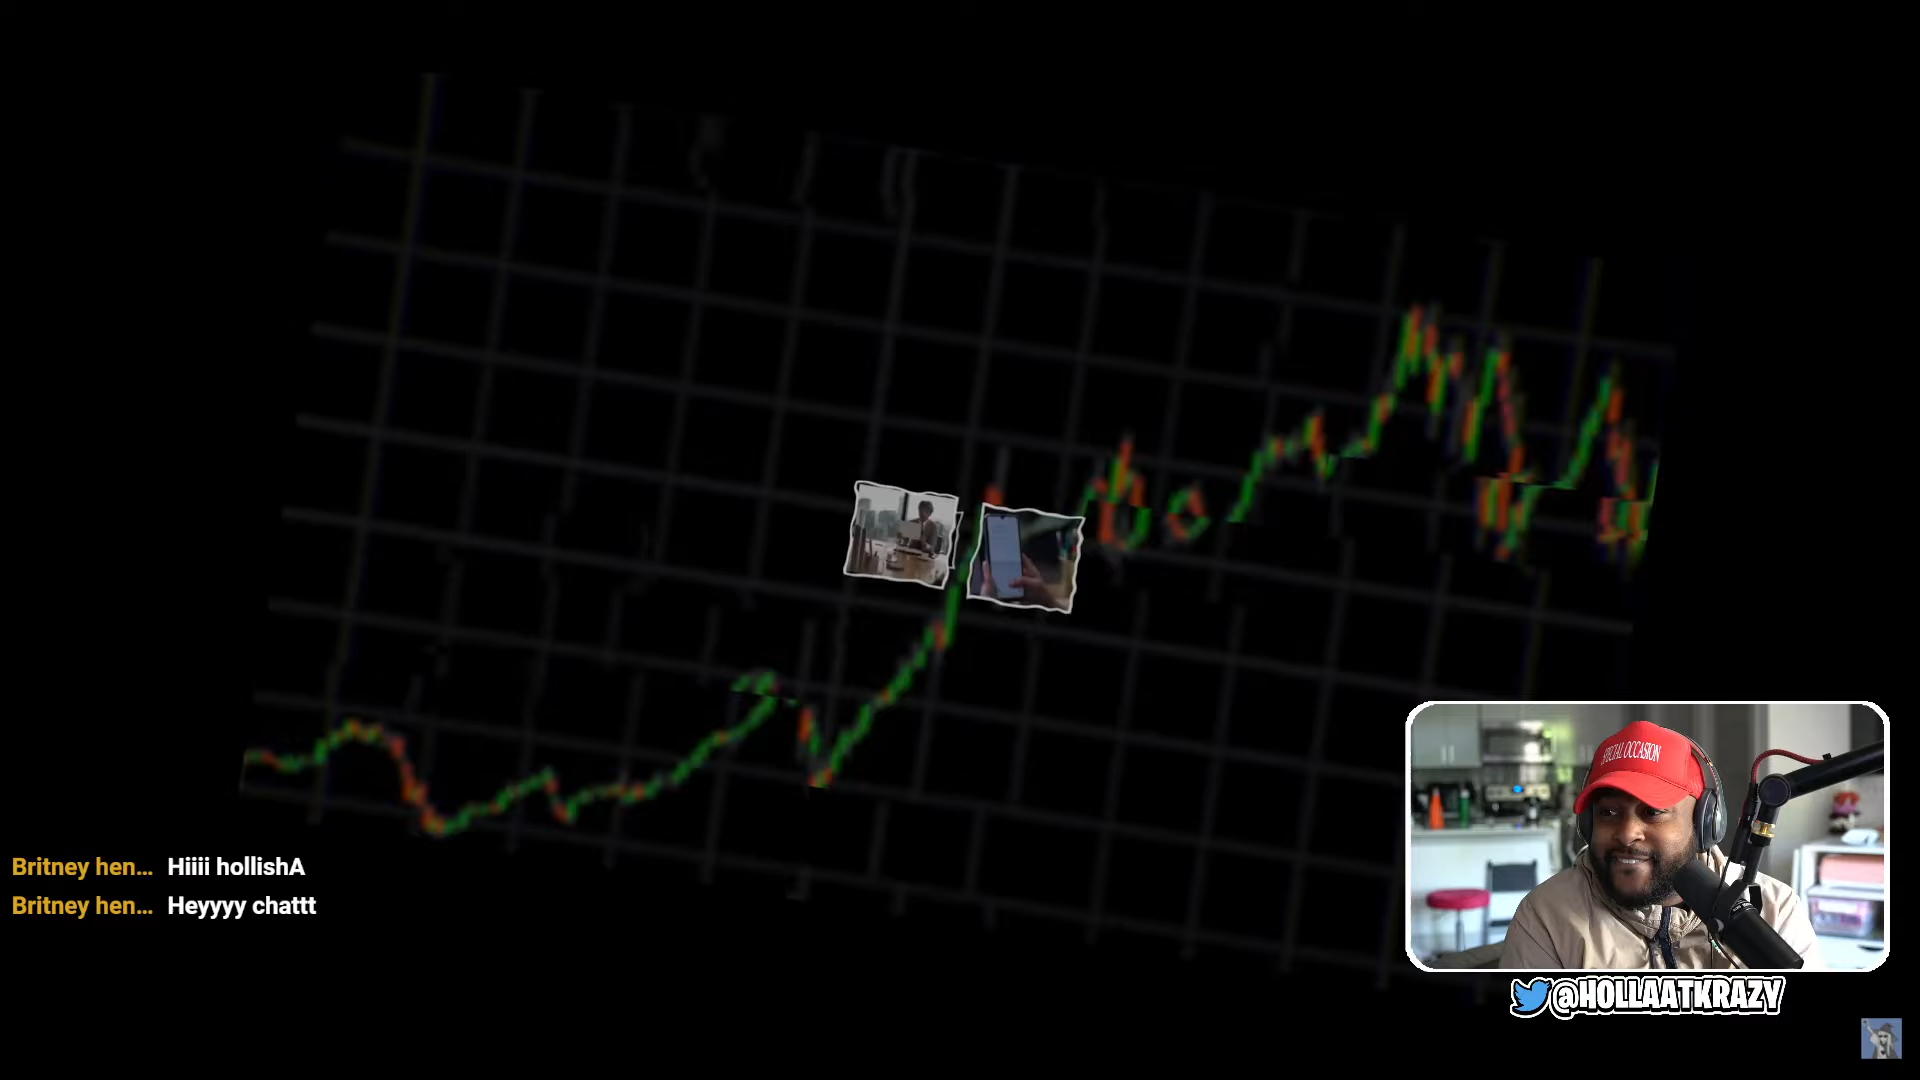 Britney hen... Hiiii hollishA
Britney hen... Heyyyy chattt
SPECIAL OCCASION
@HOLLAATKRAZY